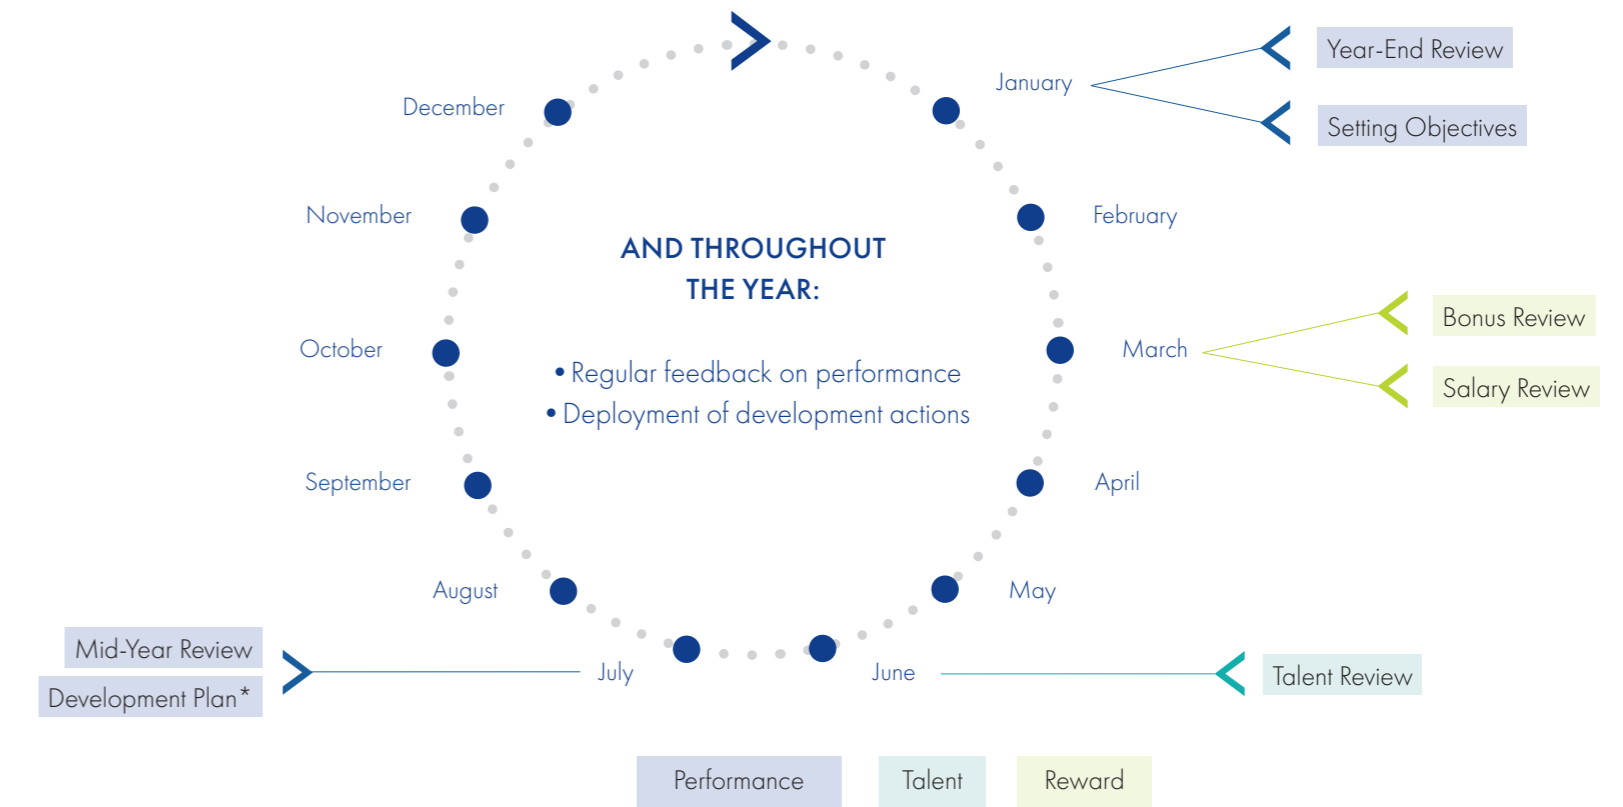 January
Year-End Review
Setting Objectives
February
March
Bonus Review
Salary Review
April
May
June
Talent Review
July
Mid-Year Review
Development Plan*
August
September
October
November
December
AND THROUGHOUT
THE YEAR:
• Regular feedback on performance
• Deployment of development actions
Performance
Talent
Reward